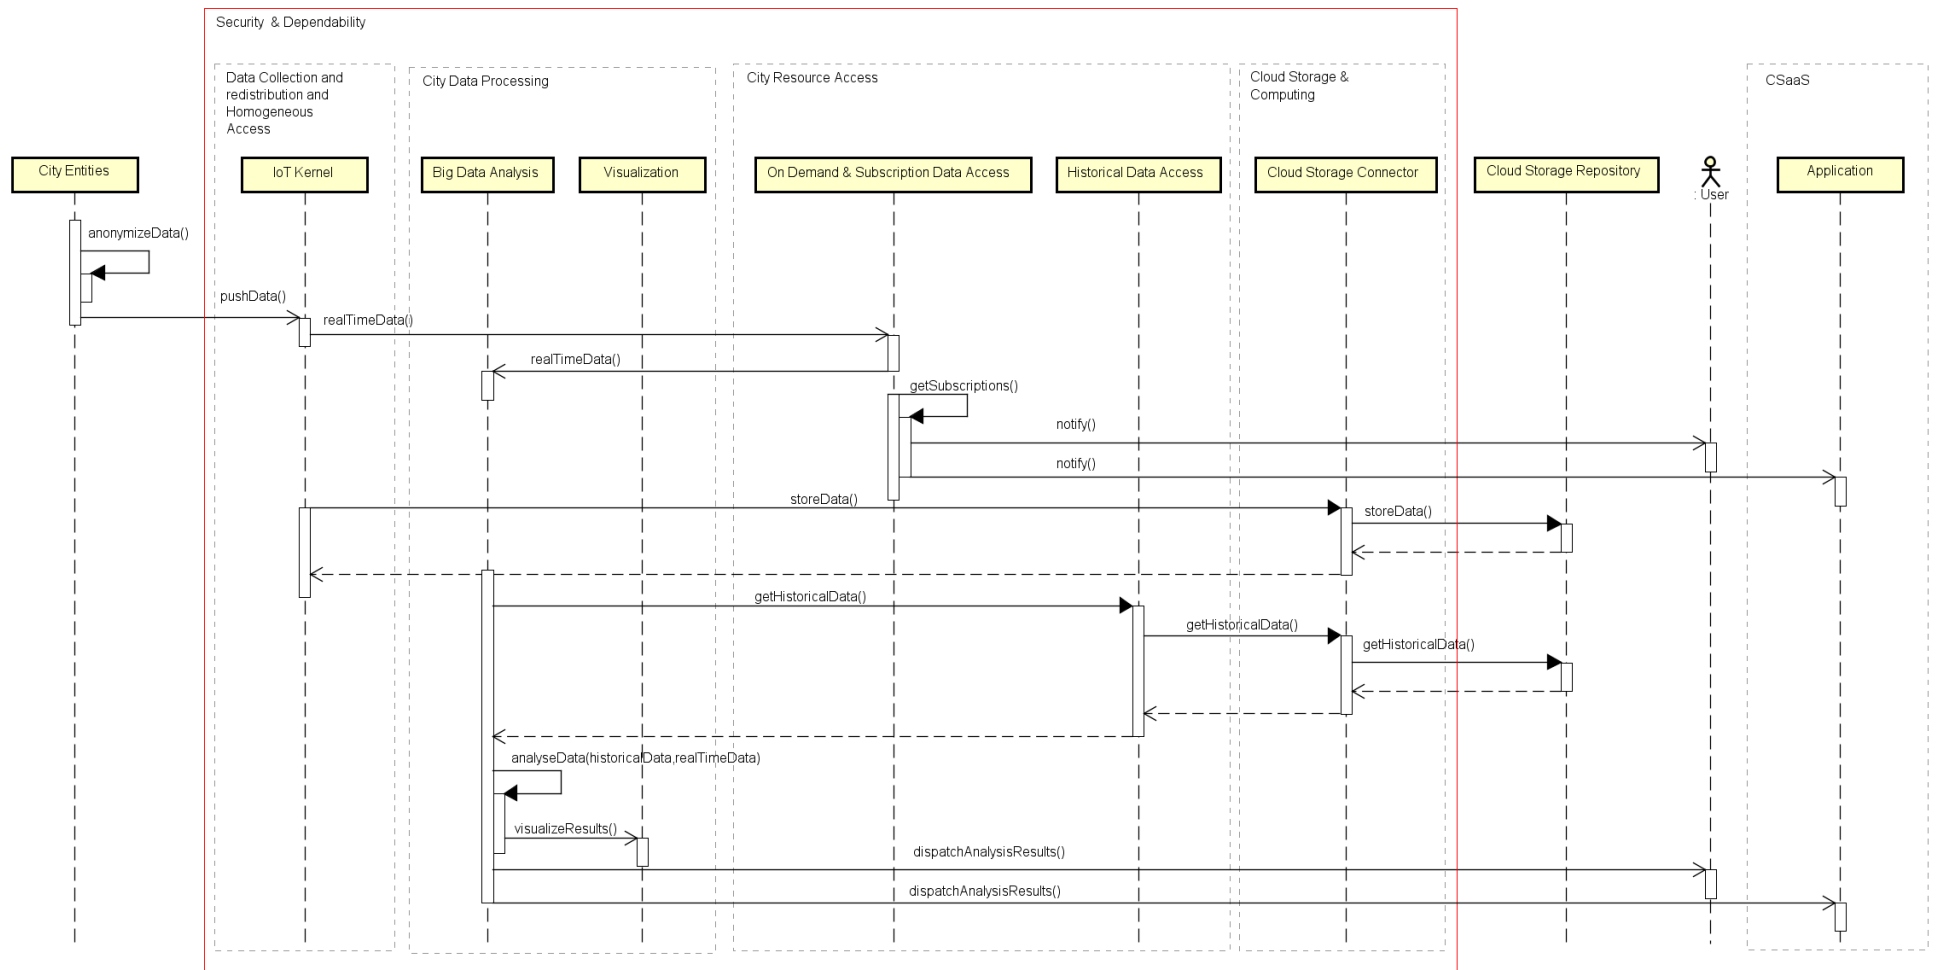 Security & Dependability
Data Collection and
redistribution and
Homogeneous
Access
City Data Processing
City Resource Access
Cloud Storage &
Computing
CSaaS
City Entities
IoT Kernel
Big Data Analysis
Visualization
On Demand & Subscription Data Access
Historical Data Access
Cloud Storage Connector
Cloud Storage Repository
: User
Application
anonymizeData()
pushData()
realTimeData()
realTimeData()
getSubscriptions()
notify()
notify()
storeData()
storeData()
getHistoricalData()
getHistoricalData()
getHistoricalData()
analyseData(historicalData,realTimeData)
visualizeResults()
dispatchAnalysisResults()
dispatchAnalysisResults()